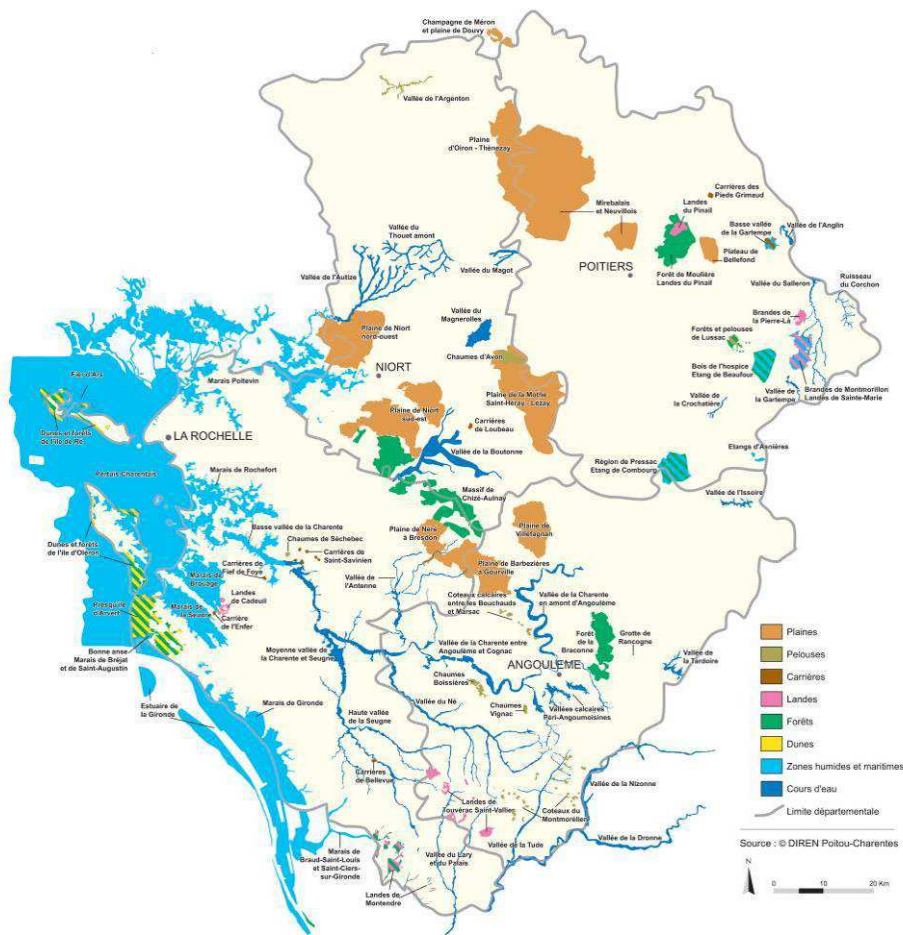 Champagne de Méron
et plaine de Douvy
Vallée de l'Argenton
Plaine
d'Oiron - Thénezay
Mirebalais
et Neuvillois
Carrières des
Pieds Grimaud
Landes
du Pinail
Basse vallée
de la Gartempe
Vallée de l'Anglin
Plateau de
Bellefond
POITIERS
Forêt de Moulière
Landes du Pinail
Vallée du
Thouet amont
Vallée de l'Autize
Vallée du Magot
Vallée du Salleron
Ruisseau
du Corchon
Vallée du
Magnerolles
Brandes de
la Pierre-Là
Plaine de Niort
nord-ouest
Forêts et pelouses
de Lussac
Chaumes d'Avon
Bois de l'hospice
Etang de Beaufour
NIORT
Marais Poitevin
Fier d'Ars
Plaine de la Mothe
Saint-Héray - Lezay
Vallée de
la Gartempe
Brandes de Montmorillon
Landes de Sainte-Marie
Vallée de
la Crochatière
Plaine de Niort
sud-est
Carrières
de Loubeau
LA ROCHELLE
Dunes et forêts
de l'île de Ré
Vallée de la Boutonne
Etangs d'Asnières
Région de Pressac
Etang de Combourg
Pertuis Charentais
Marais de Rochefort
Vallée de l'Issoire
Massif de
Chizé-Aulnay
Basse vallée de la Charente
Plaine de Néré
à Bresdon
Plaine de
Villefagnan
Chaumes de Séchebec
Dunes et forêts
de l'île d'Oléron
Carrières de
Saint-Savinien
Plaine de Barbezières
à Gourville
Carrières de
Fief de Foye
Vallée de
l'Antenne
Marais de
Brouage
Landes
de Cadeuil
Coteaux calcaires
entre les Bouchauds
et Marsac
Vallée de la Charente
en amont d'Angoulême
Presqu'île
d'Arvert
Marais de
la Seudre
Carrière
de l'Enfer
Forêt
de la
Braconne
Grotte de
Rancogne
Bonne anse
Marais de Bréjat et
et de Saint-Augustin
Moyenne vallée de
la Charente et Seugne
Vallée de la Charente entre
Angoulême et Cognac
ANGOULEME
Vallée de
la Tardoire
Chaumes
Boissières
Estuaire de
la Gironde
Marais de Gironde
Vallée du Né
Haute vallée
de la Seugne
Chaumes
Vignac
Vallées calcaires
Péri-Angoumoisines
Carrières
de Bellevue
Vallée de la Nizonne
Landes de
Touvérac Saint-Vallier
Coteaux du
Montmorélien
Vallée de la Dronne
Vallée de la Tude
Marais de
Braud-Saint-Louis
et Saint-Ciers-
sur-Gironde
Vallée du Lary
et du Palais
Landes de
Montendre
Plaines
Pelouses
Carrières
Landes
Forêts
Dunes
Zones humides et maritimes
Cours d'eau
Limite départementale
Source : © DIREN Poitou-Charentes
N
0 10 20 Km